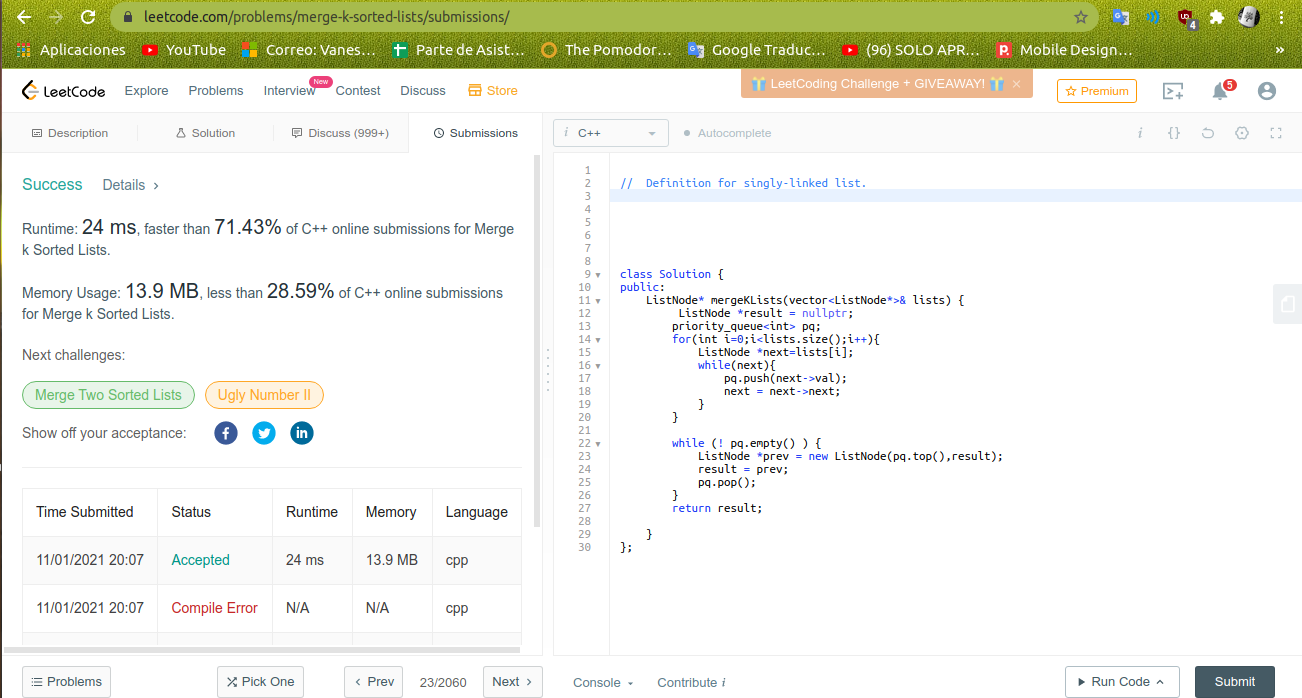 leetcode.com/problems/merge-k-sorted-lists/submissions/
4
Aplicaciones YouTube Correo: Vanes... Parte de Asist... The Pomodor... Google Traduc... (96) SOLO APR... Mobile Design... »
LeetCode Explore Problems Interview New Contest Discuss Store LeetCoding Challenge + GIVEAWAY! × Premium 5
Description Solution Discuss (999+) Submissions
i C++ Autocomplete i {}
Success Details >
Runtime: 24 ms, faster than 71.43% of C++ online submissions for Merge
k Sorted Lists.
Memory Usage: 13.9 MB, less than 28.59% of C++ online submissions
for Merge k Sorted Lists.
Next challenges:
Merge Two Sorted Lists Ugly Number II
Show off your acceptance: f in
Time Submitted Status Runtime Memory Language
11/01/2021 20:07 Accepted 24 ms 13.9 MB cpp
11/01/2021 20:07 Compile Error N/A N/A cpp
1
2 // Definition for singly-linked list.
3
4
5
6
7
8
9 class Solution {
10 public:
11 ListNode* mergeKLists(vector<ListNode*>& lists) {
12 ListNode *result = nullptr;
13 priority_queue<int> pq;
14 for(int i=0;i<lists.size();i++){
15 ListNode *next=lists[i];
16 while(next){
17 pq.push(next->val);
18 next = next->next;
19 }
20 }
21
22 while (! pq.empty() ) {
23 ListNode *prev = new ListNode(pq.top(),result);
24 result = prev;
25 pq.pop();
26 }
27 return result;
28
29 }
30 };
Problems Pick One < Prev 23/2060 Next > Console Contribute i Run Code Submit